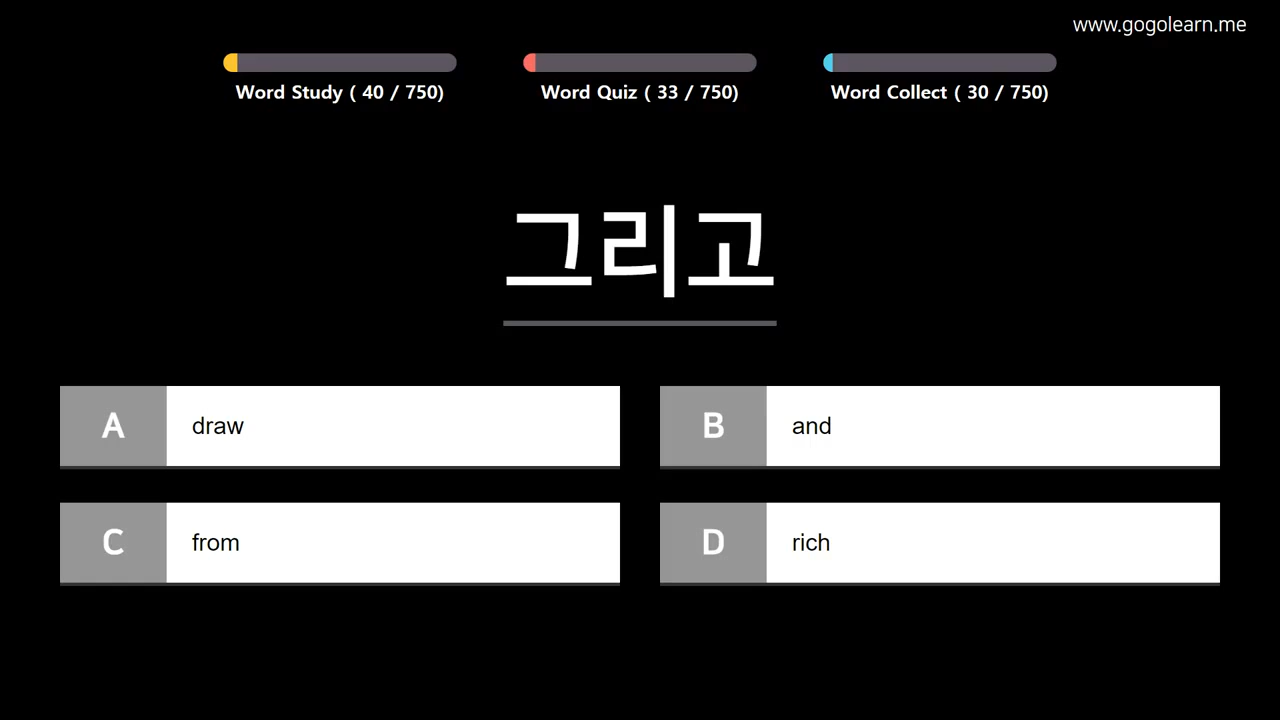 www.gogolearn.me
Word Study ( 40 / 750)
Word Quiz ( 33 / 750)
Word Collect ( 30 / 750)
그리고
A draw
B and
C from
D rich